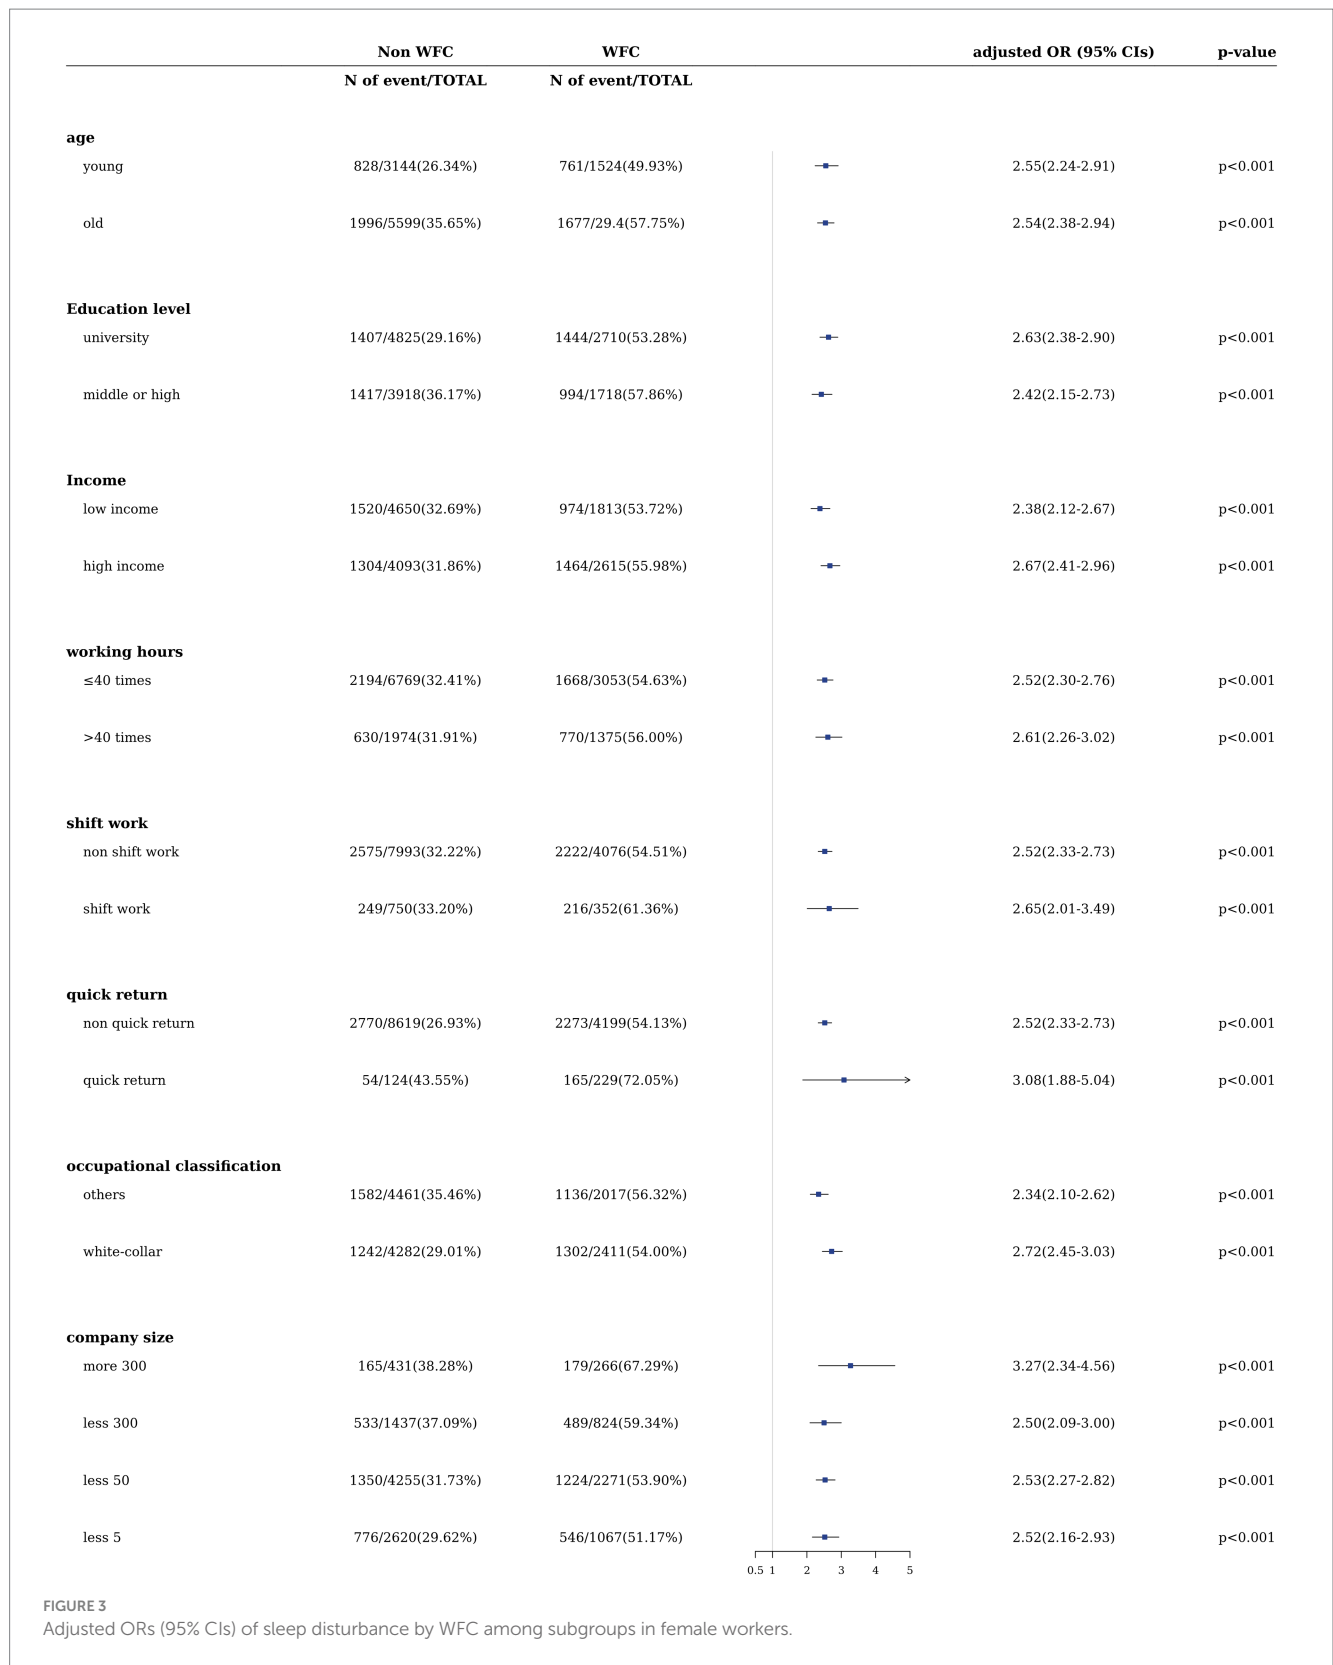 Non WFC WFC adjusted OR (95% CIs) p-value
N of event/TOTAL N of event/TOTAL
age
young 828/3144(26.34%) 761/1524(49.93%) 2.55(2.24-2.91) p<0.001
old 1996/5599(35.65%) 1677/29.4(57.75%) 2.54(2.38-2.94) p<0.001
Education level
university 1407/4825(29.16%) 1444/2710(53.28%) 2.63(2.38-2.90) p<0.001
middle or high 1417/3918(36.17%) 994/1718(57.86%) 2.42(2.15-2.73) p<0.001
Income
low income 1520/4650(32.69%) 974/1813(53.72%) 2.38(2.12-2.67) p<0.001
high income 1304/4093(31.86%) 1464/2615(55.98%) 2.67(2.41-2.96) p<0.001
working hours
≤40 times 2194/6769(32.41%) 1668/3053(54.63%) 2.52(2.30-2.76) p<0.001
>40 times 630/1974(31.91%) 770/1375(56.00%) 2.61(2.26-3.02) p<0.001
shift work
non shift work 2575/7993(32.22%) 2222/4076(54.51%) 2.52(2.33-2.73) p<0.001
shift work 249/750(33.20%) 216/352(61.36%) 2.65(2.01-3.49) p<0.001
quick return
non quick return 2770/8619(26.93%) 2273/4199(54.13%) 2.52(2.33-2.73) p<0.001
quick return 54/124(43.55%) 165/229(72.05%) 3.08(1.88-5.04) p<0.001
occupational classification
others 1582/4461(35.46%) 1136/2017(56.32%) 2.34(2.10-2.62) p<0.001
white-collar 1242/4282(29.01%) 1302/2411(54.00%) 2.72(2.45-3.03) p<0.001
company size
more 300 165/431(38.28%) 179/266(67.29%) 3.27(2.34-4.56) p<0.001
less 300 533/1437(37.09%) 489/824(59.34%) 2.50(2.09-3.00) p<0.001
less 50 1350/4255(31.73%) 1224/2271(53.90%) 2.53(2.27-2.82) p<0.001
less 5 776/2620(29.62%) 546/1067(51.17%) 2.52(2.16-2.93) p<0.001
0.5 1 2 3 4 5
FIGURE 3
Adjusted ORs (95% CIs) of sleep disturbance by WFC among subgroups in female workers.